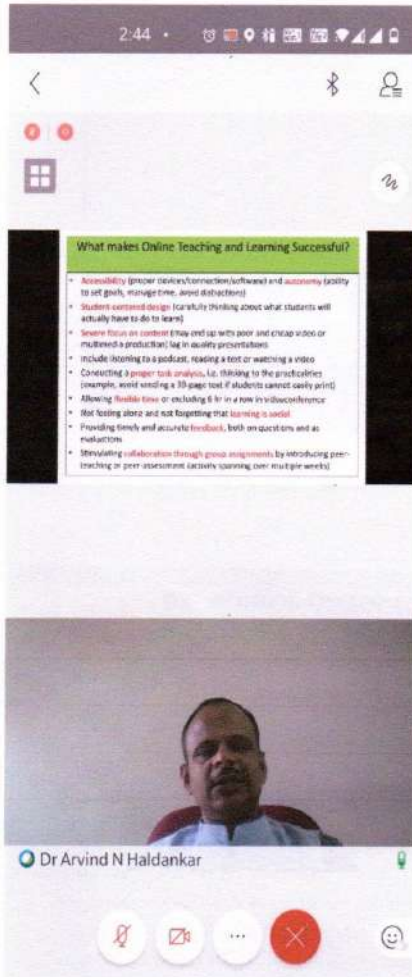 2:44
What makes Online Teaching and Learning Successful?
• Accessibility (proper devices/connection/software) and autonomy (ability
to set goals, manage time, avoid distractions)
• Student-centered design (carefully thinking about what students will
actually have to do to learn)
• Severe focus on content (may end up with poor and cheap video or
multimedia production) lag in quality presentations
• Include listening to a podcast, reading a text or watching a video
• Conducting a proper task analysis, i.e. thinking to the practicalities
(example, avoid sending a 30-page text if students cannot easily print)
• Allowing flexible time or excluding 6 hr in a row in videoconference
• Not feeling alone and not forgetting that learning is social
• Providing timely and accurate feedback, both on questions and as
evaluations
• Stimulating collaboration through group assignments by introducing peer-
teaching or peer-assessment (activity spanning over multiple weeks)
Dr Arvind N Haldankar